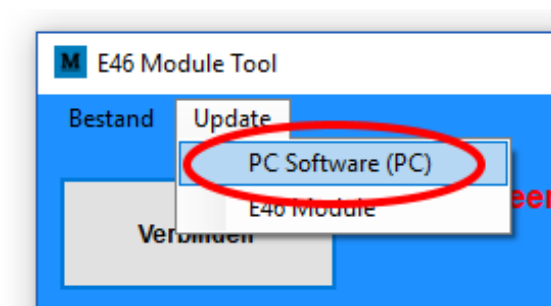 M E46 Module Tool
Bestand Update
PC Software (PC)
E46 Module
Verbinden